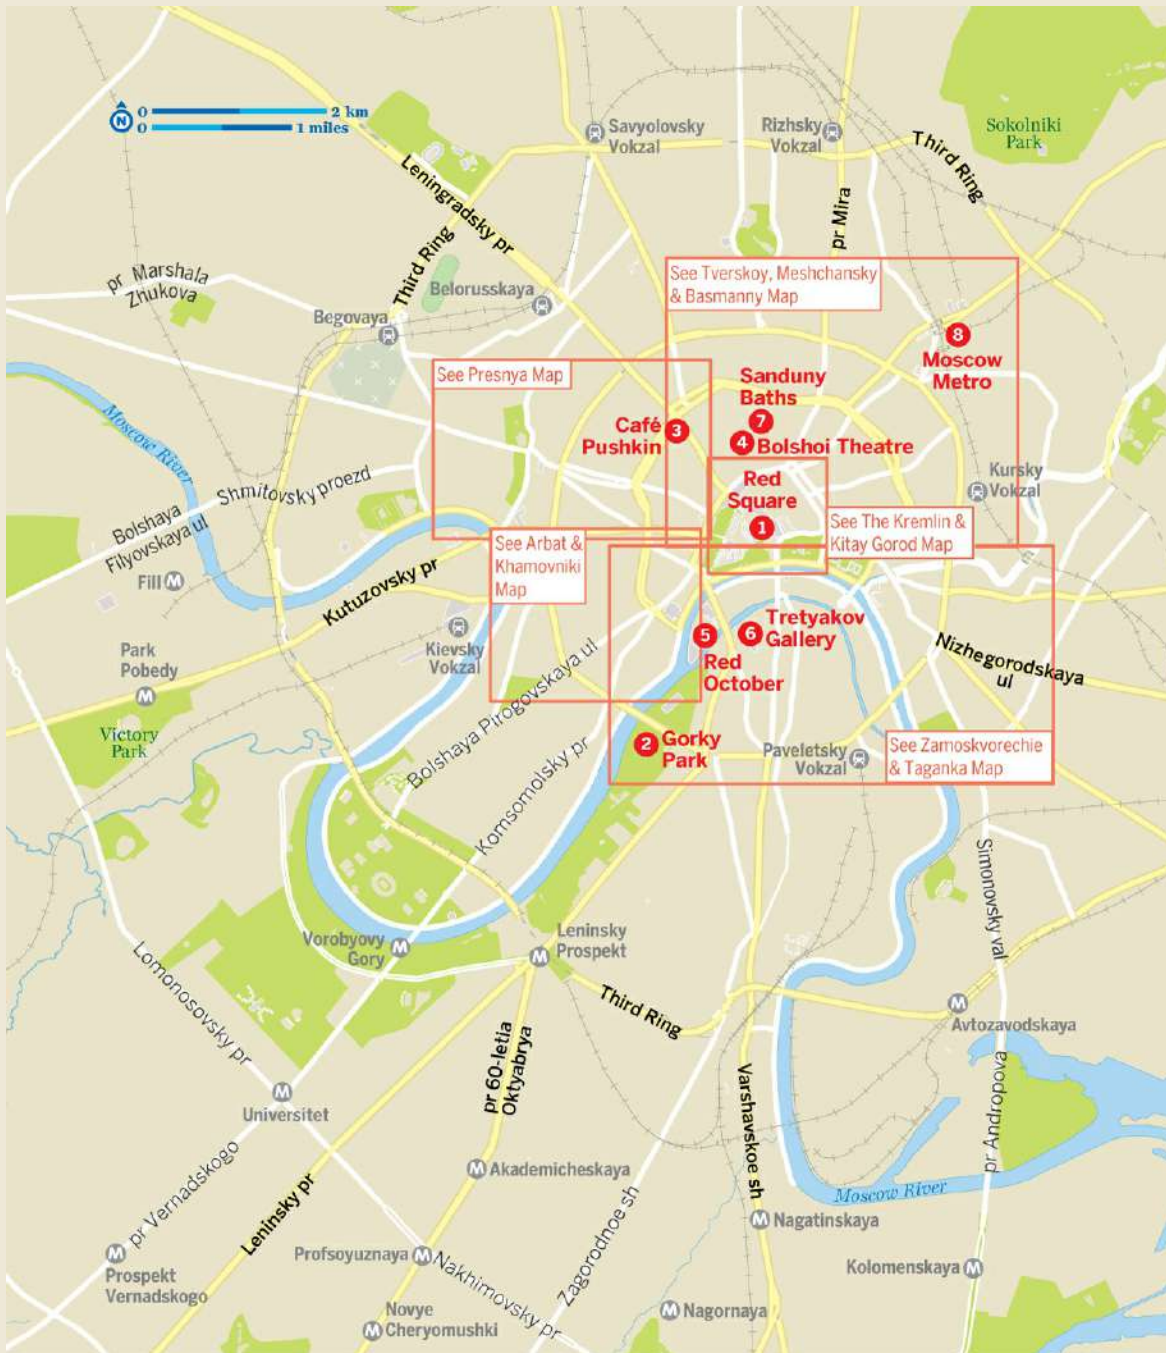 0 2 km
N
0 1 miles
Savyolovsky
Vokzal
Rizhsky
Vokzal
Sokolniki
Park
Third Ring
Leningradsky pr
pr Mira
Third Ring
pr Marshala
Zhukova
Belorusskaya
Begovaya
See Tverskoy, Meshchansky
& Basmanny Map
8
Moscow
Metro
See Presnya Map
Sanduny
Baths
7
Café
Pushkin
3
4
Bolshoi Theatre
Moscow River
Shmitovsky proezd
Red
Square
1
Kursky
Vokzal
Bolshaya
Filyovskaya ul
See Arbat &
Khamovniki
Map
See The Kremlin &
Kitay Gorod Map
Fill M
Kutuzovsky pr
Kievsky
Vokzal
5
Red
October
6
Tretyakov
Gallery
Nizhegorodskaya
ul
Park
Pobedy
M
Victory
Park
Bolshaya Pirogovskaya ul
2
Gorky
Park
Paveletsky
Vokzal
See Zamoskvorechie
& Taganka Map
Komsomolsky pr
Simonovsky val
Vorobyovy
Gory
M
Leninsky
Prospekt
M
Lomonosovsky pr
Third Ring
M
Avtozavodskaya
pr 60-letia
Oktyabrya
Varshavskoe sh
pr Andropova
M
Universitet
M Akademicheskaya
Moscow River
pr Vernadskogo
Leninsky pr
Zagorodnoe sh
M Nagatinskaya
M
Prospekt
Vernadskogo
Profsoyuznaya M
Nakhimovsky pr
Kolomenskaya M
Novye
M Cheryomushki
M Nagornaya